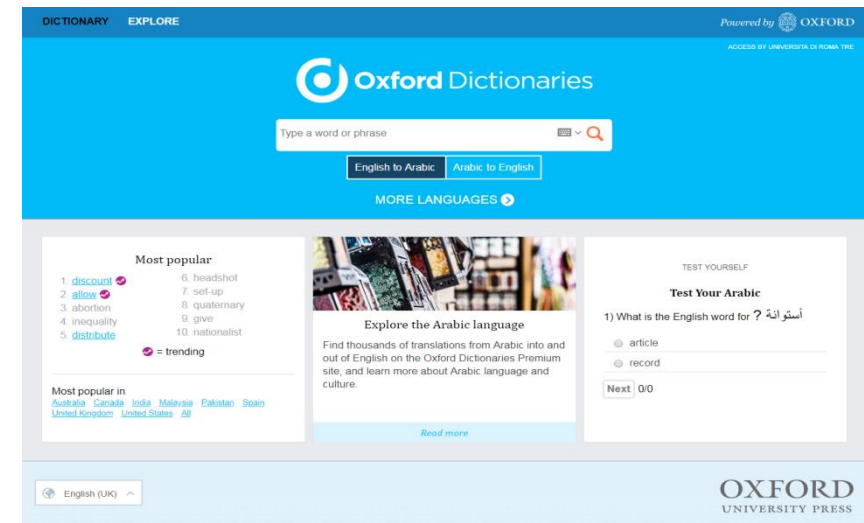 DICTIONARY EXPLORE
Powered by OXFORD
ACCESS BY UNIVERSITA DI ROMA TRE
Oxford Dictionaries
Type a word or phrase
English to Arabic Arabic to English
MORE LANGUAGES
Most popular
1. discount
2. allow
3. abortion
4. inequality
5. distribute
6. headshot
7. set-up
8. quaternary
9. give
10. nationalist
= trending
Most popular in
Australia Canada India Malaysia Pakistan Spain
United Kingdom United States All
Explore the Arabic language
Find thousands of translations from Arabic into and
out of English on the Oxford Dictionaries Premium
site, and learn more about Arabic language and
culture.
Read more
TEST YOURSELF
Test Your Arabic
1) What is the English word for أستوانة ?
article
record
Next 0/0
English (UK)
OXFORD
UNIVERSITY PRESS